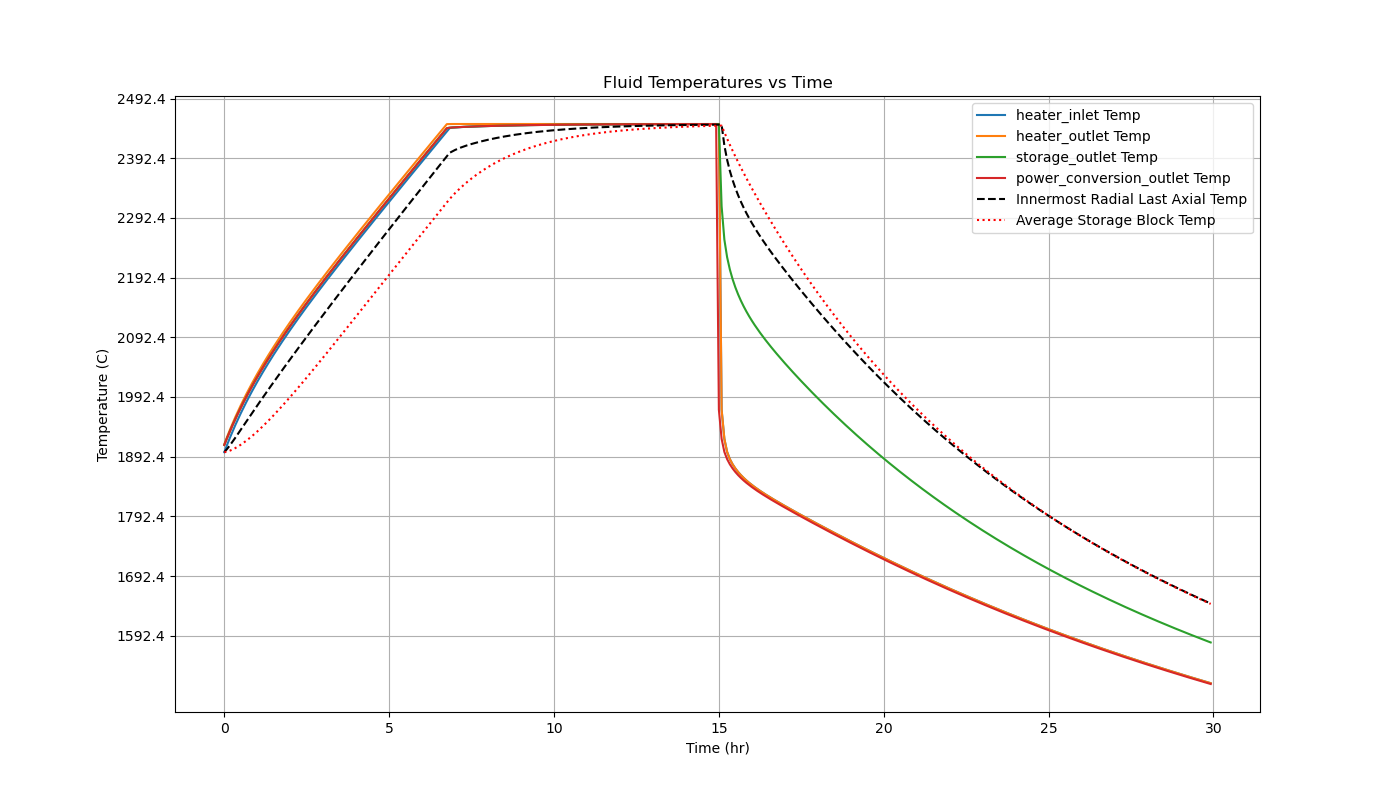 Fluid Temperatures vs Time
2492.4
2392.4
2292.4
2192.4
2092.4
1992.4
1892.4
1792.4
1692.4
1592.4
Temperature (C)
heater_inlet Temp
heater_outlet Temp
storage_outlet Temp
power_conversion_outlet Temp
Innermost Radial Last Axial Temp
Average Storage Block Temp
0 5 10 15 20 25 30
Time (hr)